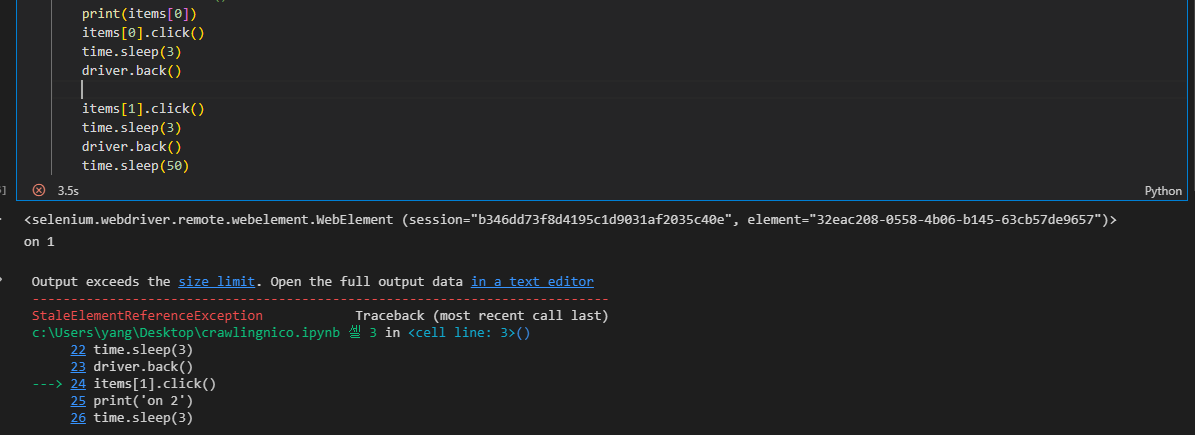 print(items[0])
items[0].click()
time.sleep(3)
driver.back()
items[1].click()
time.sleep(3)
driver.back()
time.sleep(50)
3.5s
Python
<selenium.webdriver.remote.webelement.WebElement (session="b346dd73f8d4195c1d9031af2035c40e", element="32eac208-0558-4b06-b145-63cb57de9657")>
on 1
Output exceeds the size limit. Open the full output data in a text editor
---------------------------------------------------------------------------
StaleElementReferenceException Traceback (most recent call last)
c:\Users\yang\Desktop\crawlingnico.ipynb 셀 3 in <cell line: 3>()
22 time.sleep(3)
23 driver.back()
---> 24 items[1].click()
25 print('on 2')
26 time.sleep(3)